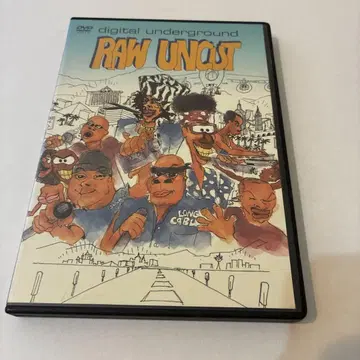 DVD
digital underground
RAW UNCUT
LONG
CABLE